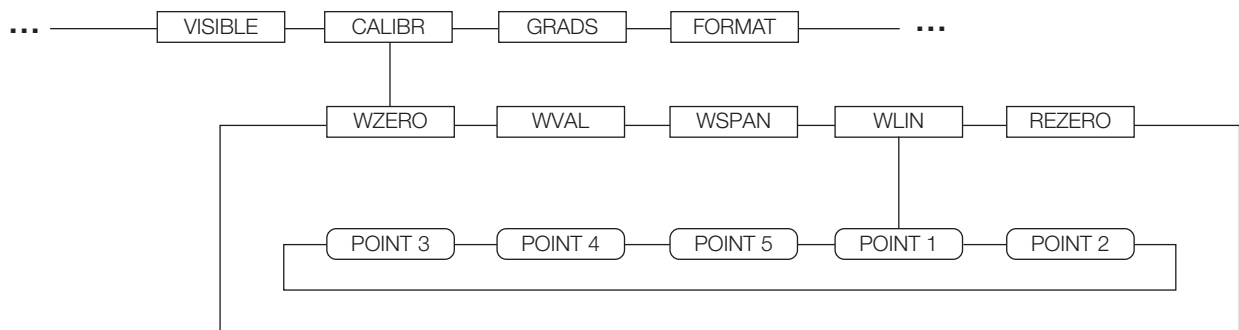 ... VISIBLE CALIBR GRADS FORMAT ...
WZERO WVAL WSPAN WLIN REZERO
POINT 3 POINT 4 POINT 5 POINT 1 POINT 2